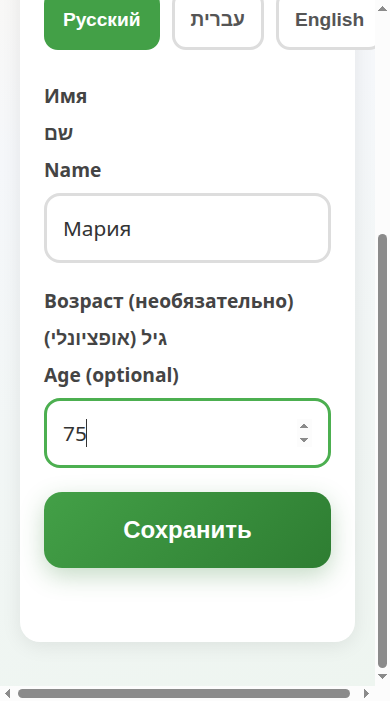 Русский
עברית
English
Имя
שם
Name
Мария
Возраст (необязательно)
גיל (אופציונלי)
Age (optional)
75
Сохранить